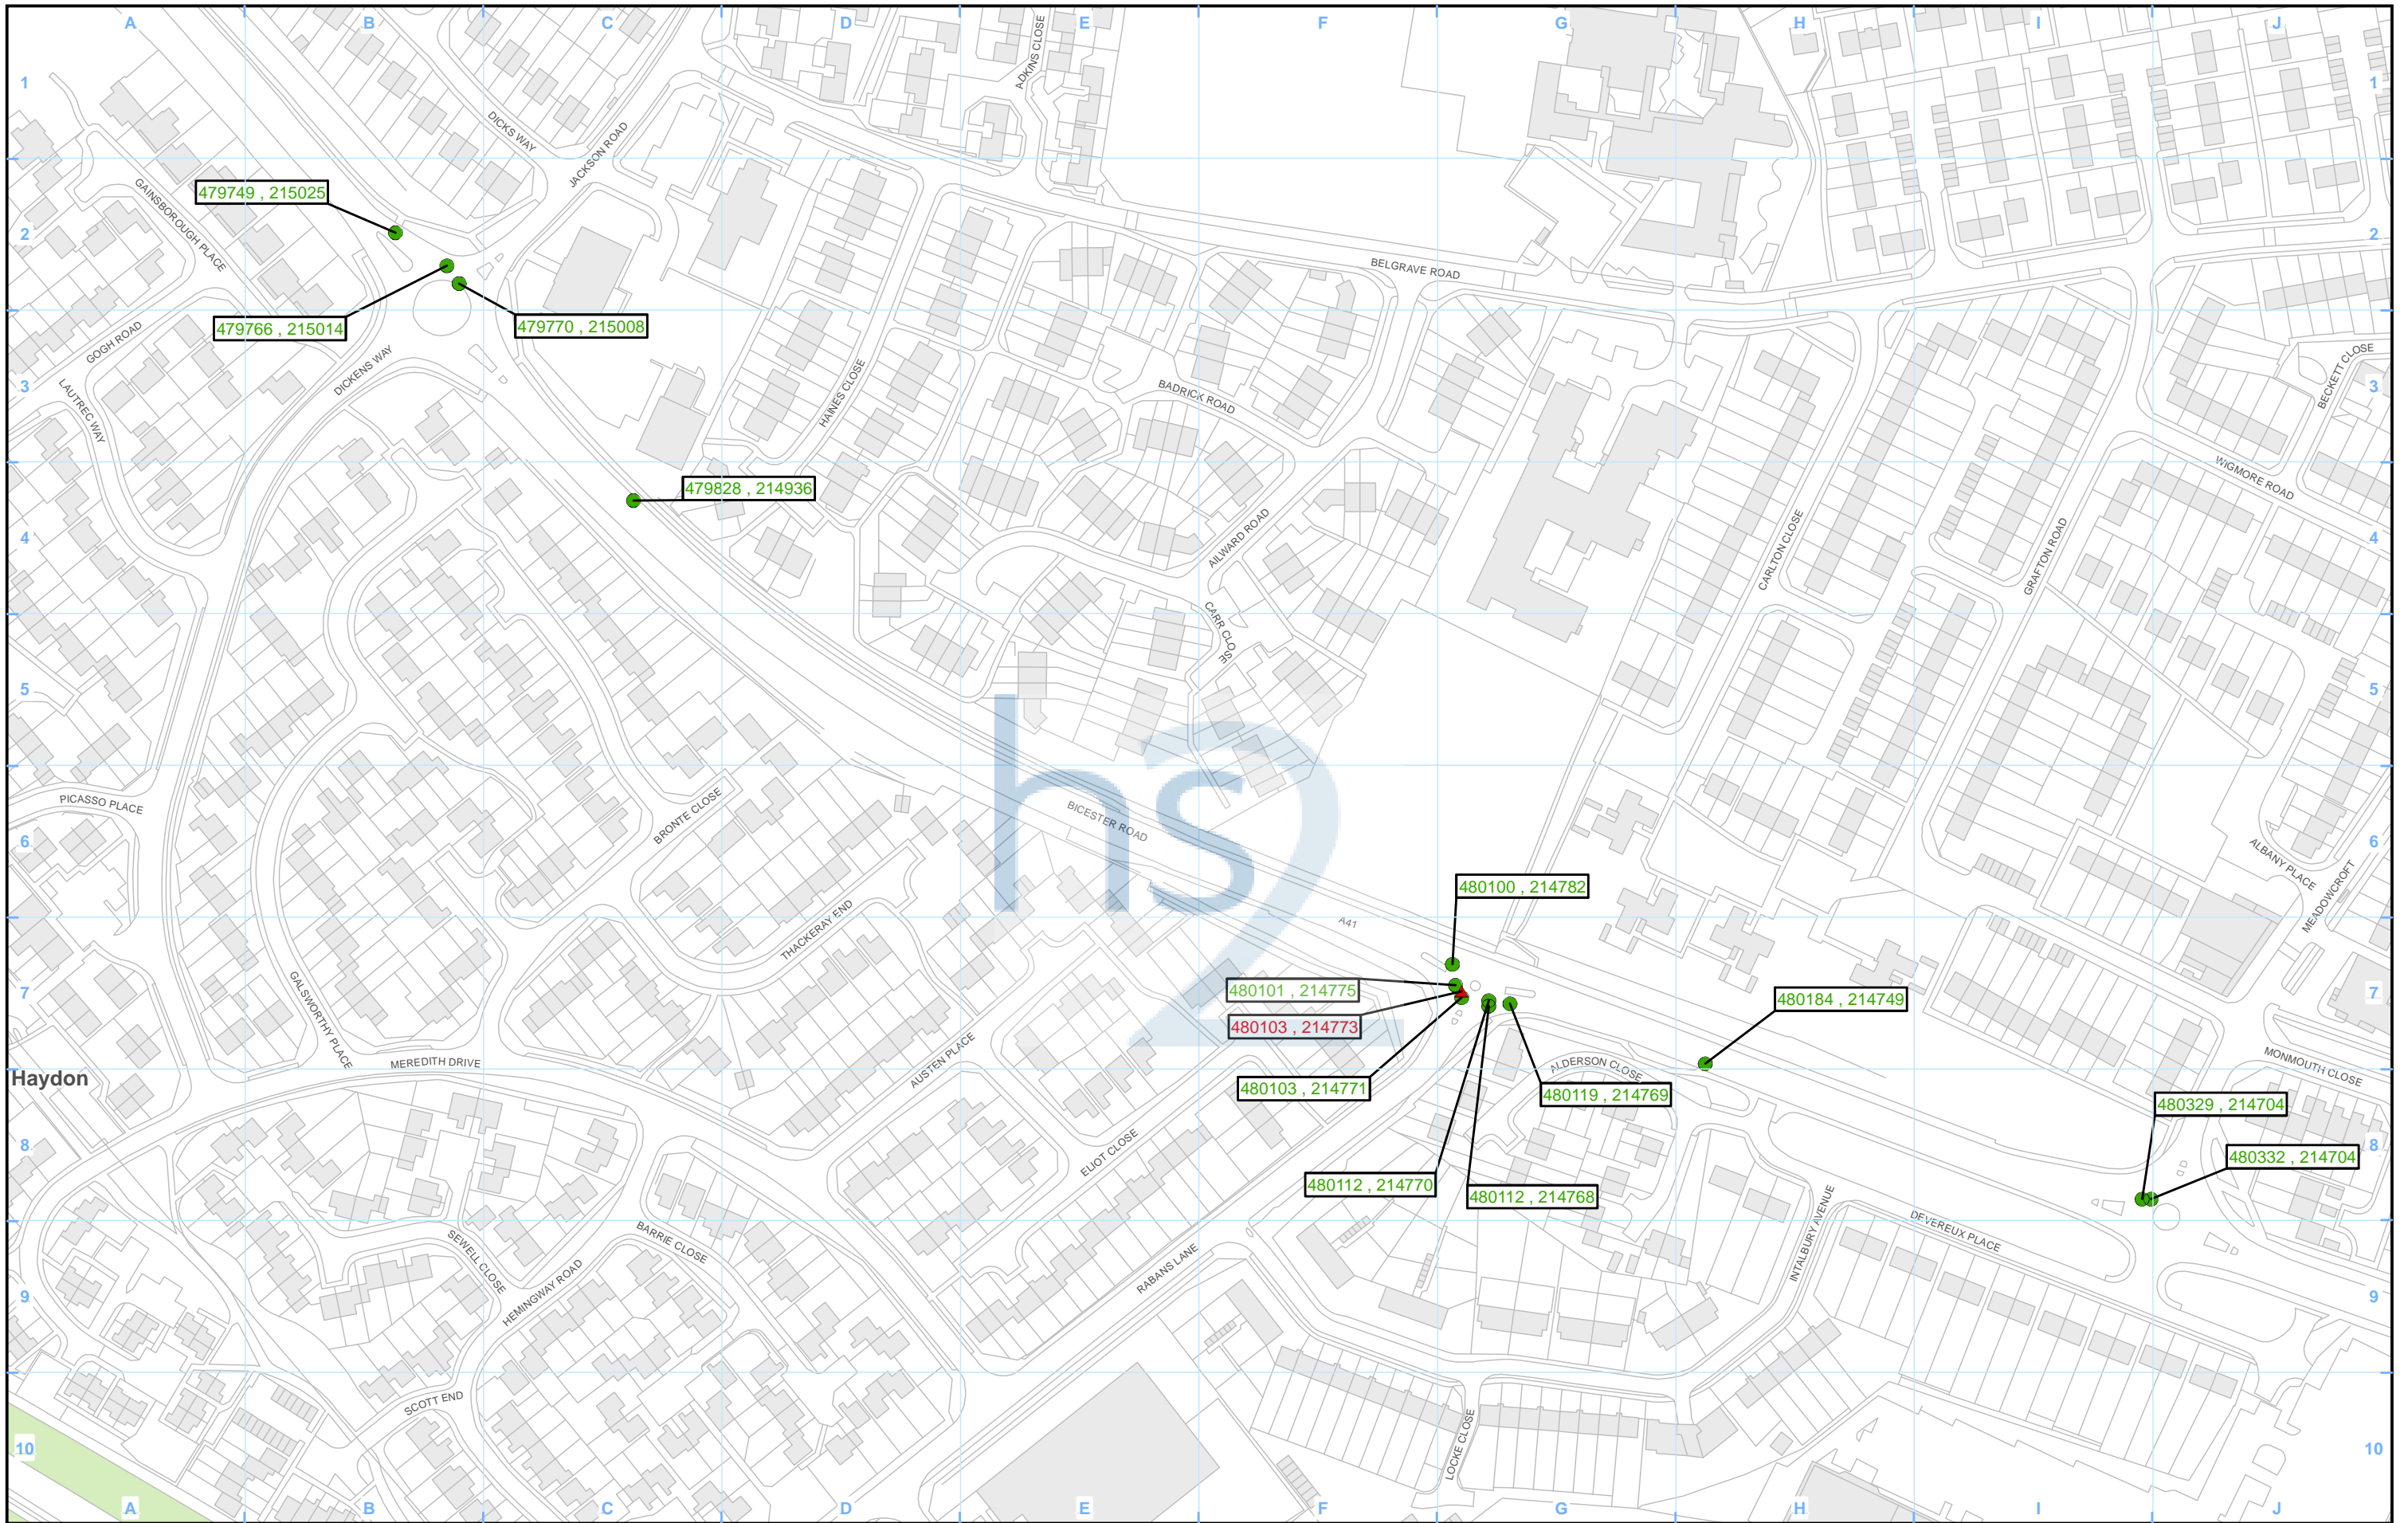 A B C D E F G H I J
1 1
ADKINS CLOSE
DICKS WAY
JACKSON ROAD
GAINSBOROUGH PLACE
479749 , 215025
2 2
BELGRAVE ROAD
479766 , 215014
479770 , 215008
GOGH ROAD
DICKENS WAY
LAUTREC WAY
3 3
HAINES CLOSE
BADRICK ROAD
BECKETT CLOSE
WIGMORE ROAD
479828 , 214936
4 4
AILWARD ROAD
CARLTON CLOSE
GRAFTON ROAD
CARR CLOSE
5 5
hs2
PICASSO PLACE
BRONTE CLOSE
BICESTER ROAD
6 6
ALBANY PLACE
MEADOWCROFT
480100 , 214782
THACKERAY END
A41
GALSWORTHY PLACE
7 7
480101 , 214775
480103 , 214773
480184 , 214749
MEREDITH DRIVE
AUSTEN PLACE
ALDERSON CLOSE
MONMOUTH CLOSE
Haydon
480103 , 214771
480119 , 214769
480329 , 214704
8 8
ELIOT CLOSE
480332 , 214704
480112 , 214770
480112 , 214768
INTALBURY AVENUE
DEVEREUX PLACE
SEWELL CLOSE
BARRIE CLOSE
HEMINGWAY ROAD
RABANS LANE
9 9
SCOTT END
LOCKE CLOSE
10 10
A B C D E F G H I J